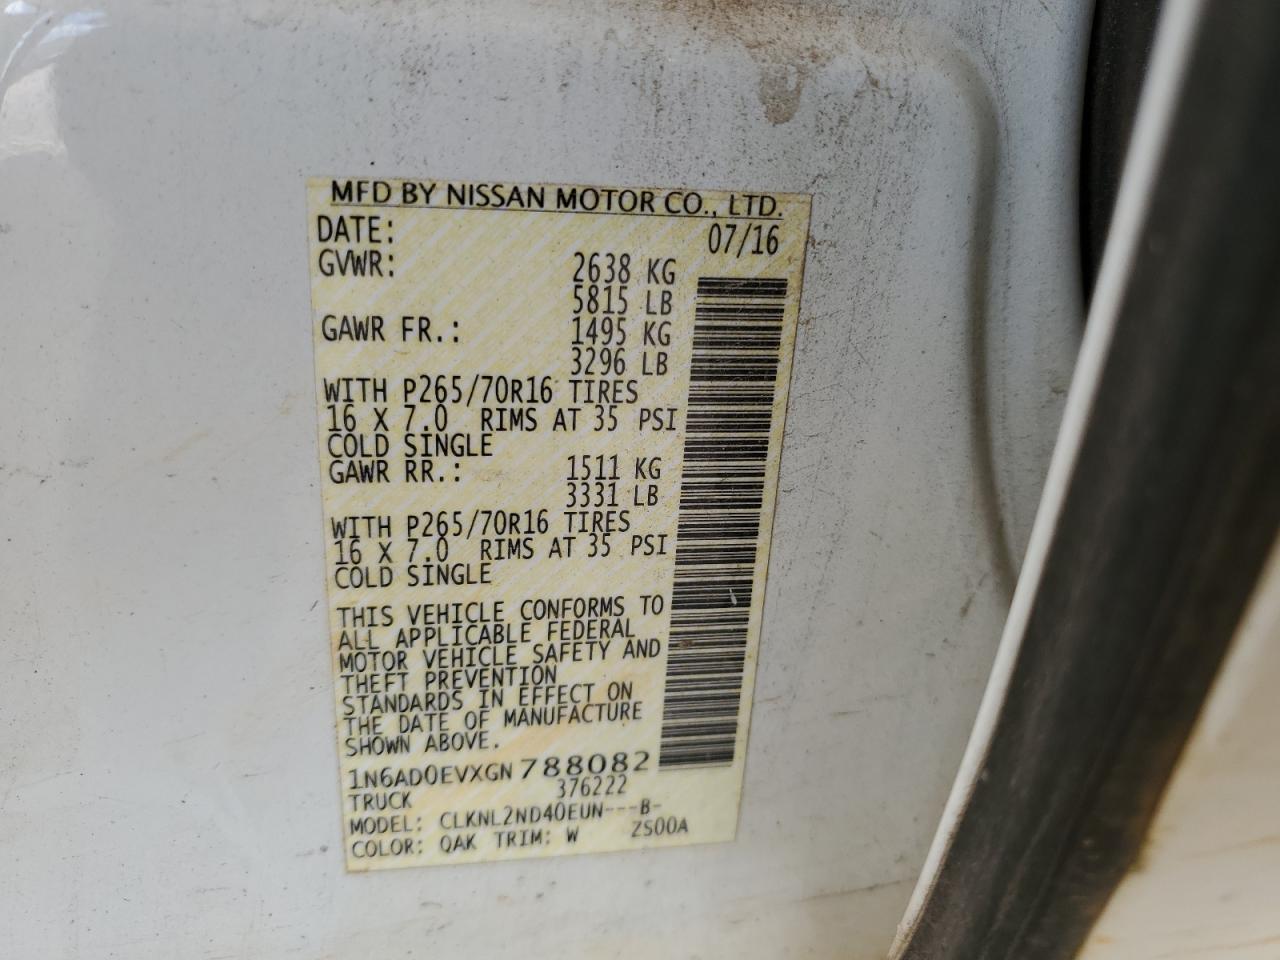 MFD BY NISSAN MOTOR CO., LTD.
DATE: 07/16
GVWR: 2638 KG
5815 LB
GAWR FR.: 1495 KG
3296 LB
WITH P265/70R16 TIRES
16 X 7.0 RIMS AT 35 PSI
COLD SINGLE
GAWR RR.: 1511 KG
3331 LB
WITH P265/70R16 TIRES
16 X 7.0 RIMS AT 35 PSI
COLD SINGLE
THIS VEHICLE CONFORMS TO
ALL APPLICABLE FEDERAL
MOTOR VEHICLE SAFETY AND
THEFT PREVENTION
STANDARDS IN EFFECT ON
THE DATE OF MANUFACTURE
SHOWN ABOVE.
1N6AD0EVXGN788082
TRUCK 376222
MODEL: CLKNL2ND40EUN---B-
COLOR: QAK TRIM: W ZS00A